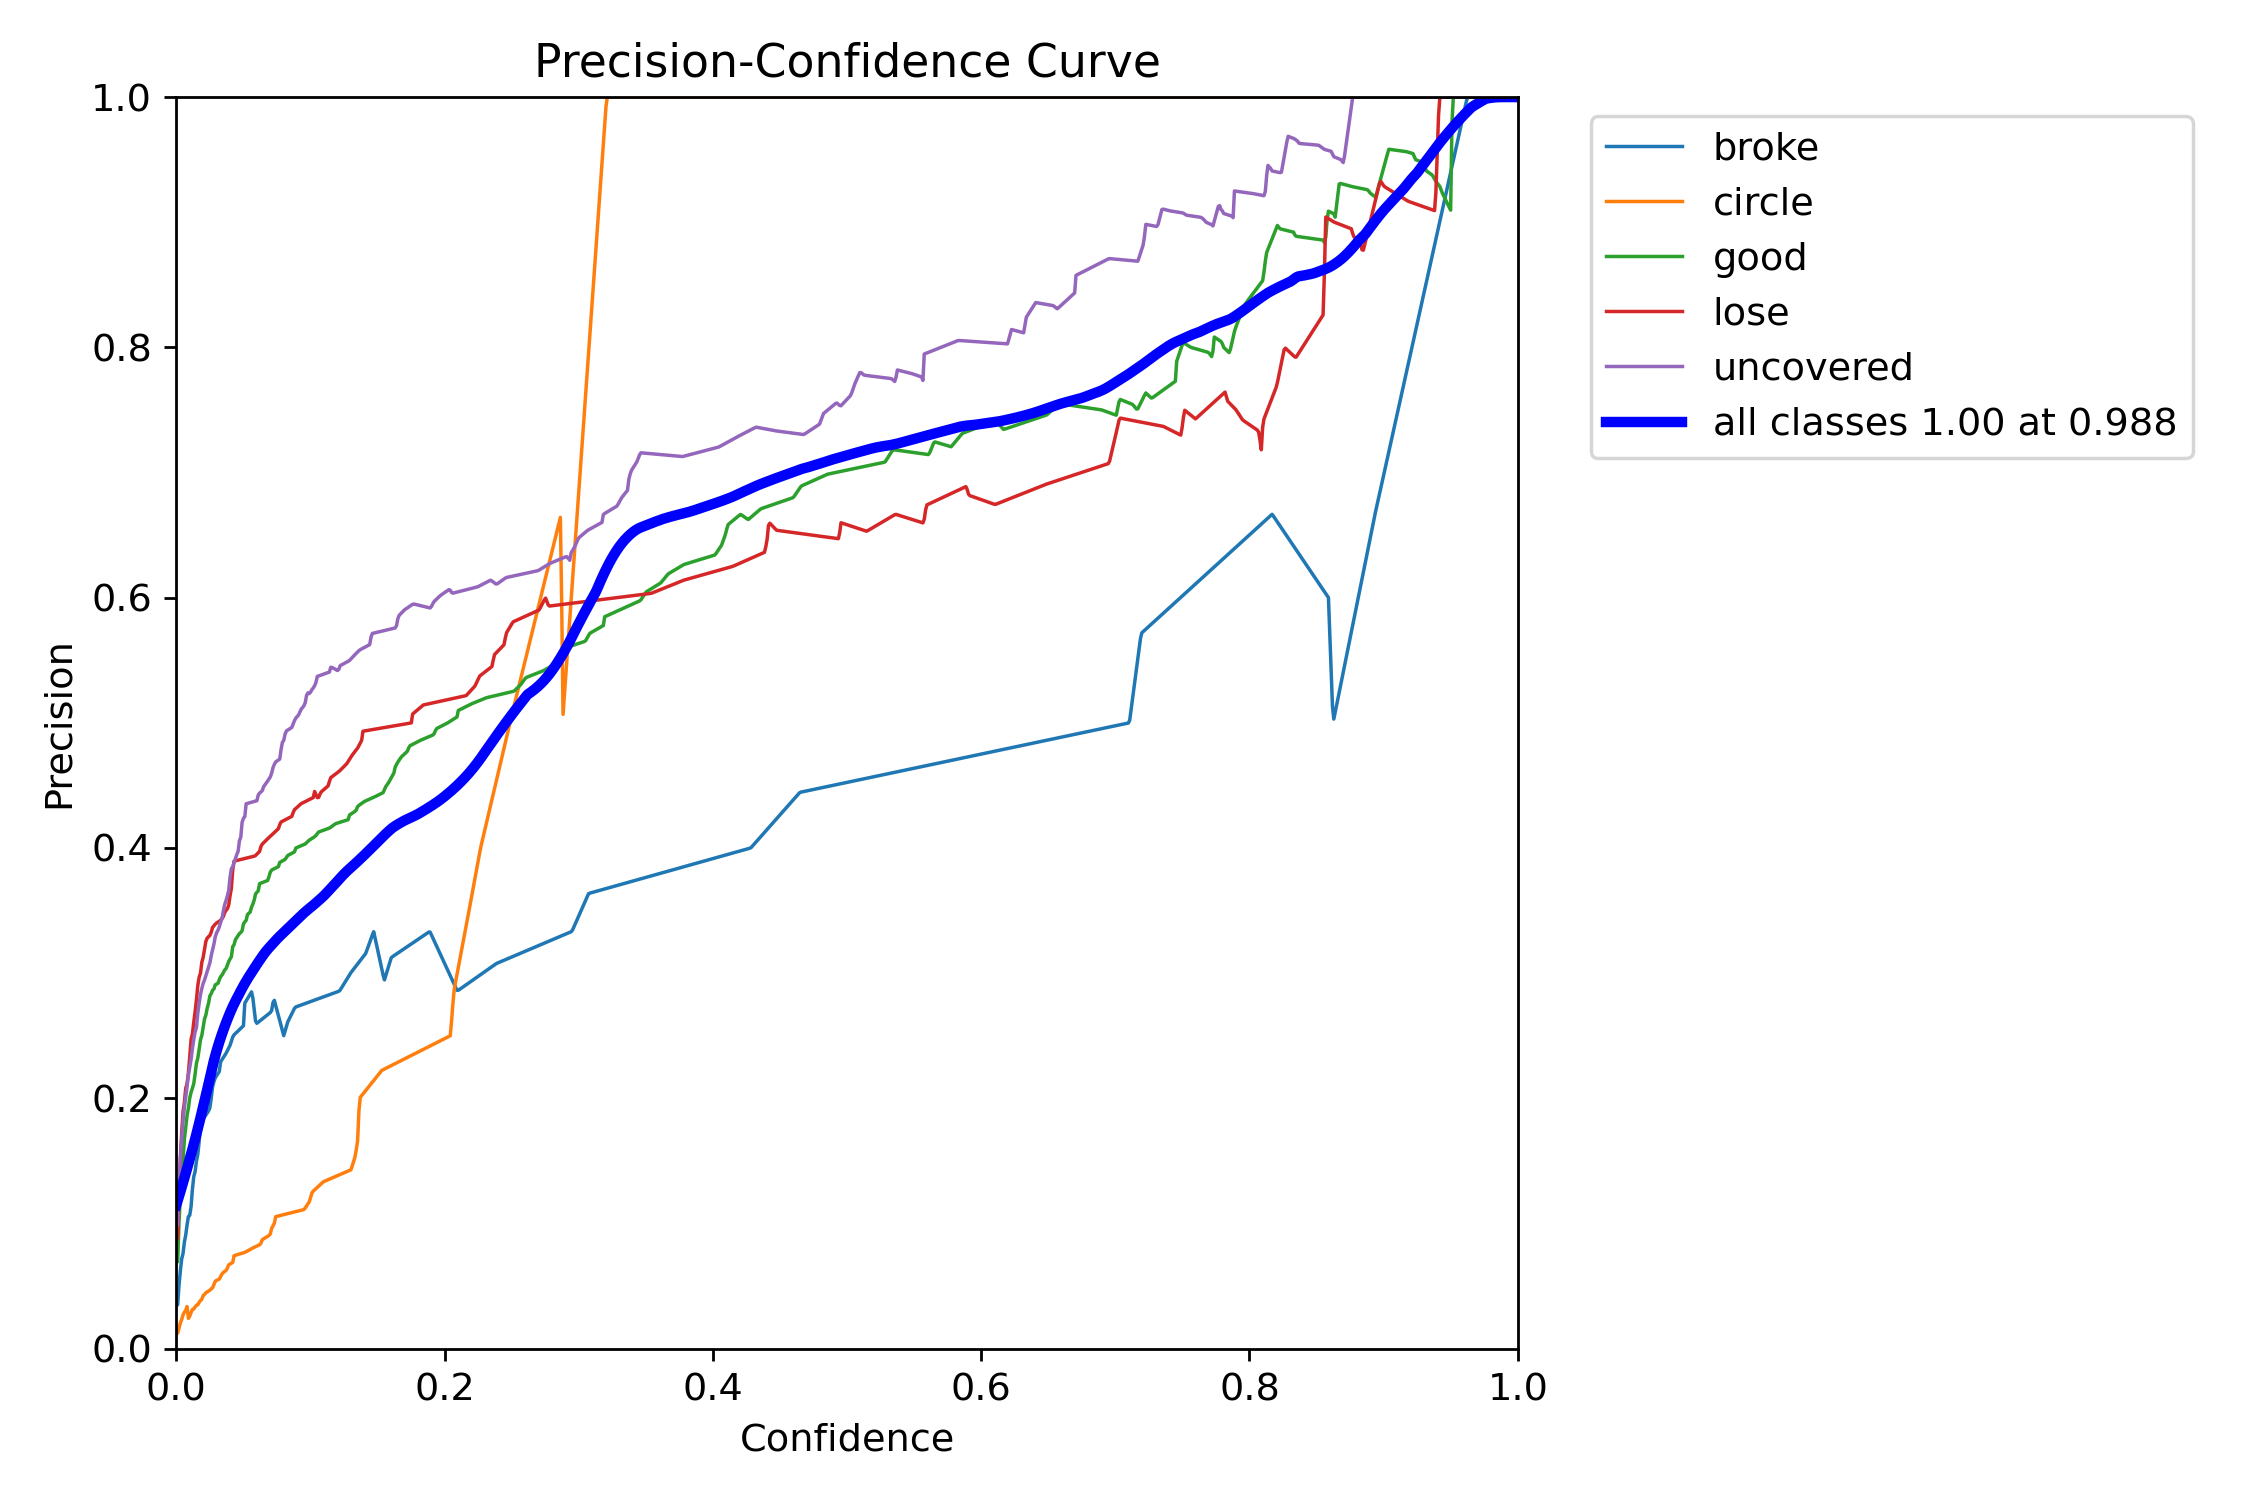 Precision-Confidence Curve
1.0
0.8
0.6
0.4
0.2
0.0
Precision
0.0 0.2 0.4 0.6 0.8 1.0
Confidence
broke
circle
good
lose
uncovered
all classes 1.00 at 0.988